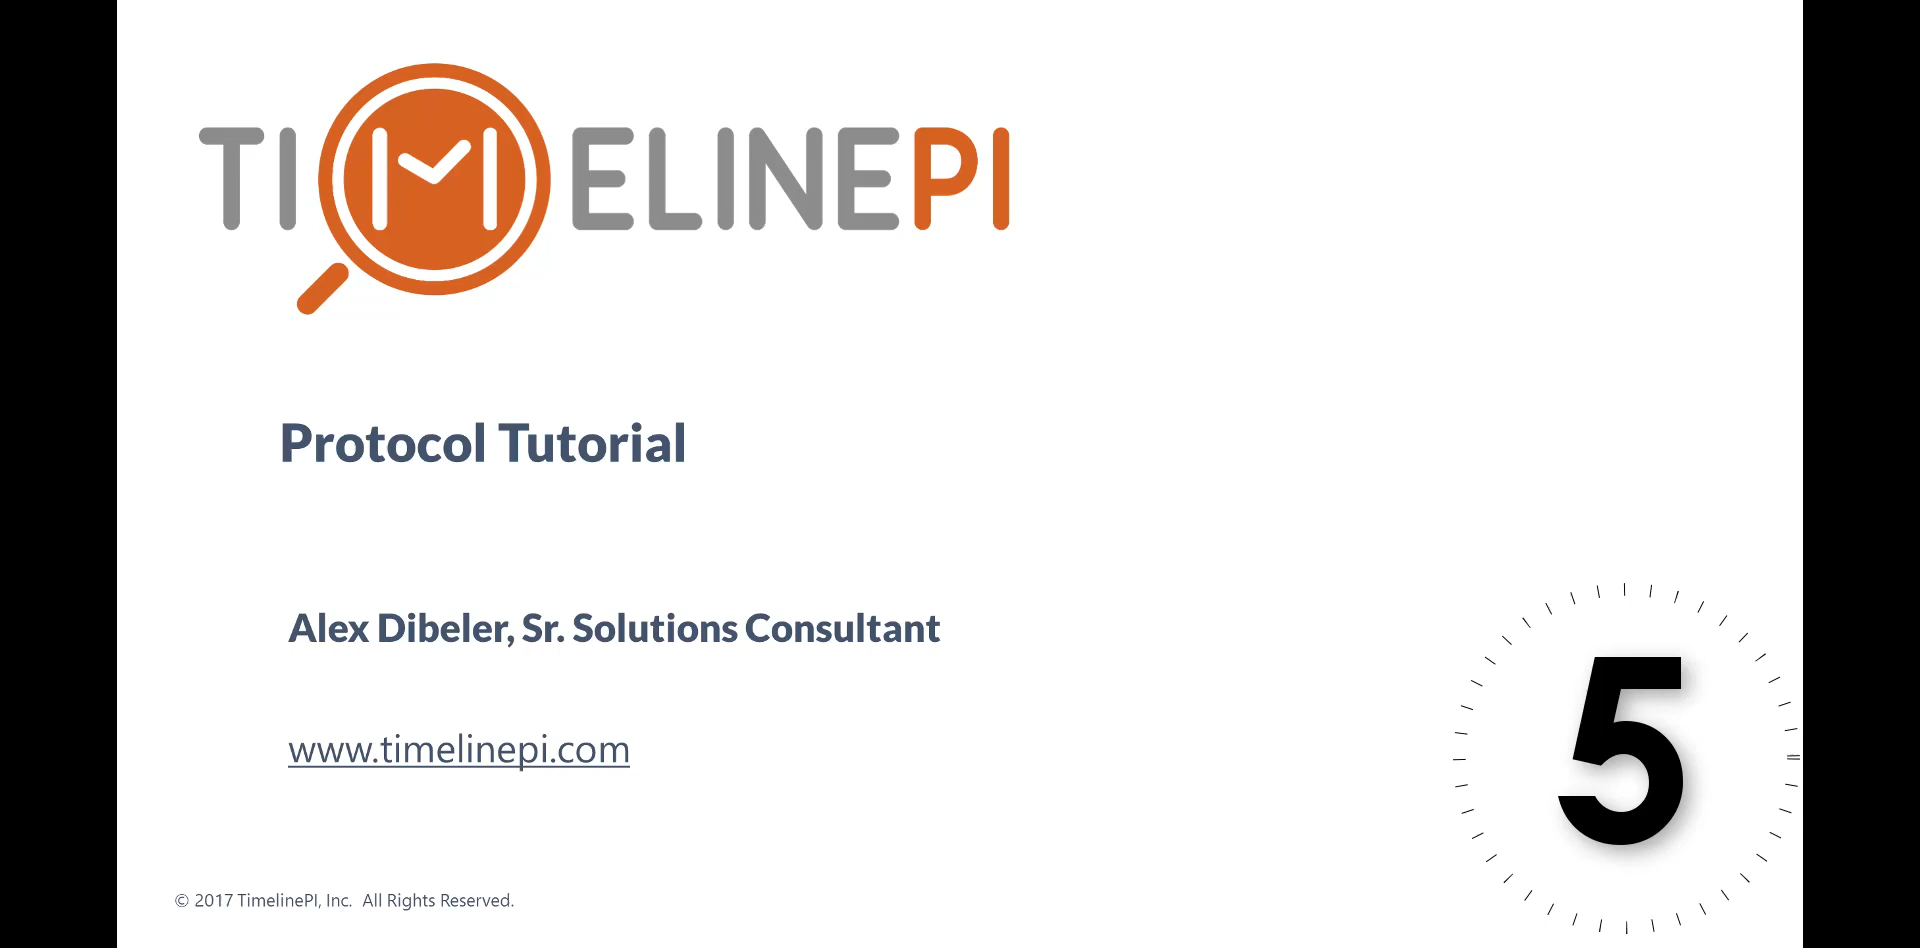 TIMELINEPI
Protocol Tutorial
Alex Dibeler, Sr. Solutions Consultant
www.timelinepi.com
5
© 2017 TimelinePI, Inc.  All Rights Reserved.